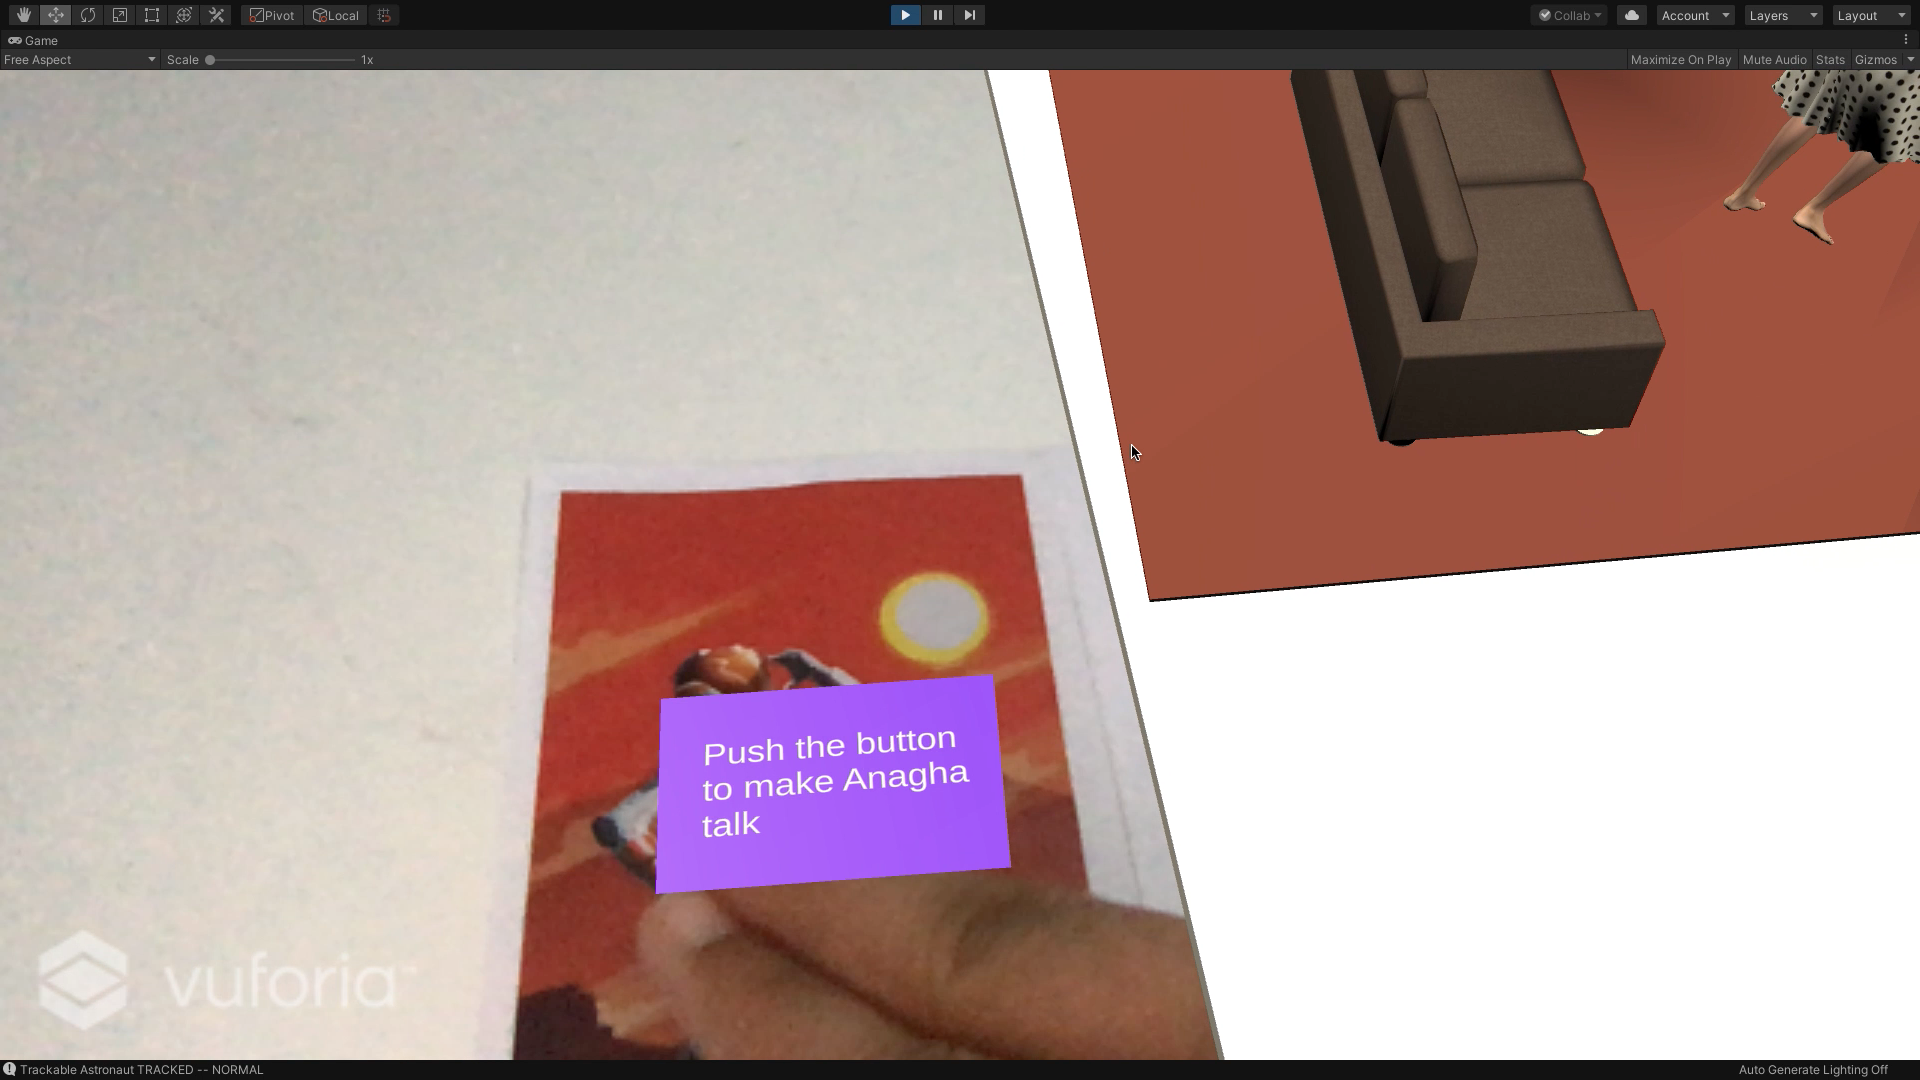 Pivot
Local
Collab
Account
Layers
Layout
Game
Free Aspect
Scale
1x
Maximize On Play
Mute Audio
Stats
Gizmos
Push the button
to make Anagha
talk
vuforia™
Trackable Astronaut TRACKED -- NORMAL
Auto Generate Lighting Off